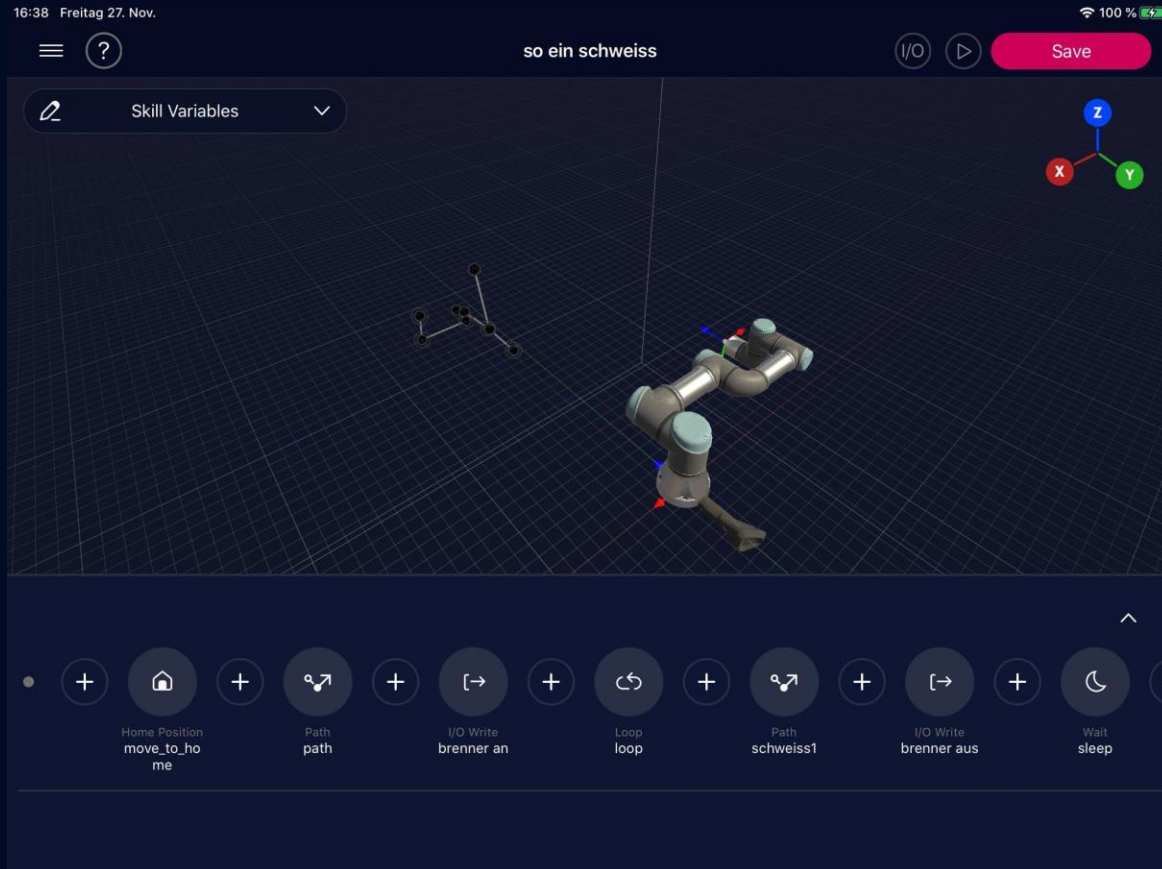 16:38 Freitag 27. Nov.
100 %
?
so ein schweiss
I/O
Save
Skill Variables
Z
X
Y
Home Position
move_to_ho
me
Path
path
I/O Write
brenner an
Loop
loop
Path
schweiss1
I/O Write
brenner aus
Wait
sleep